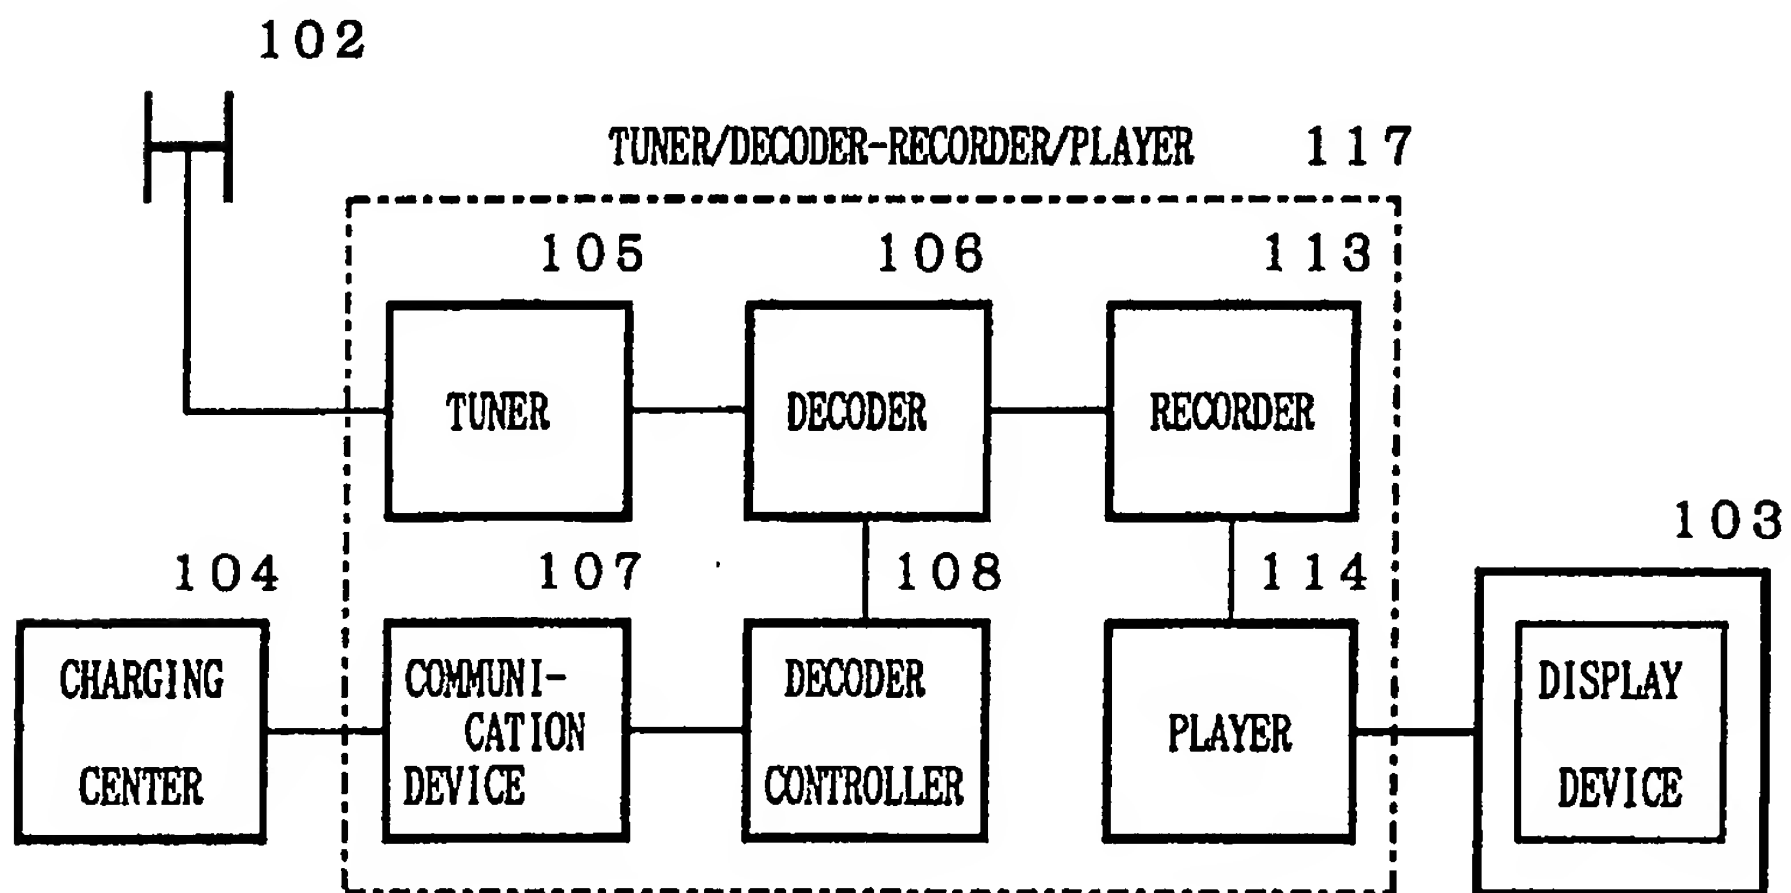 102
TUNER/DECODER-RECORDER/PLAYER 117
105 106 113
TUNER DECODER RECORDER
103
104 107 108 114
CHARGING
CENTER
COMMUNI-
CATION
DEVICE
DECODER
CONTROLLER
PLAYER
DISPLAY
DEVICE